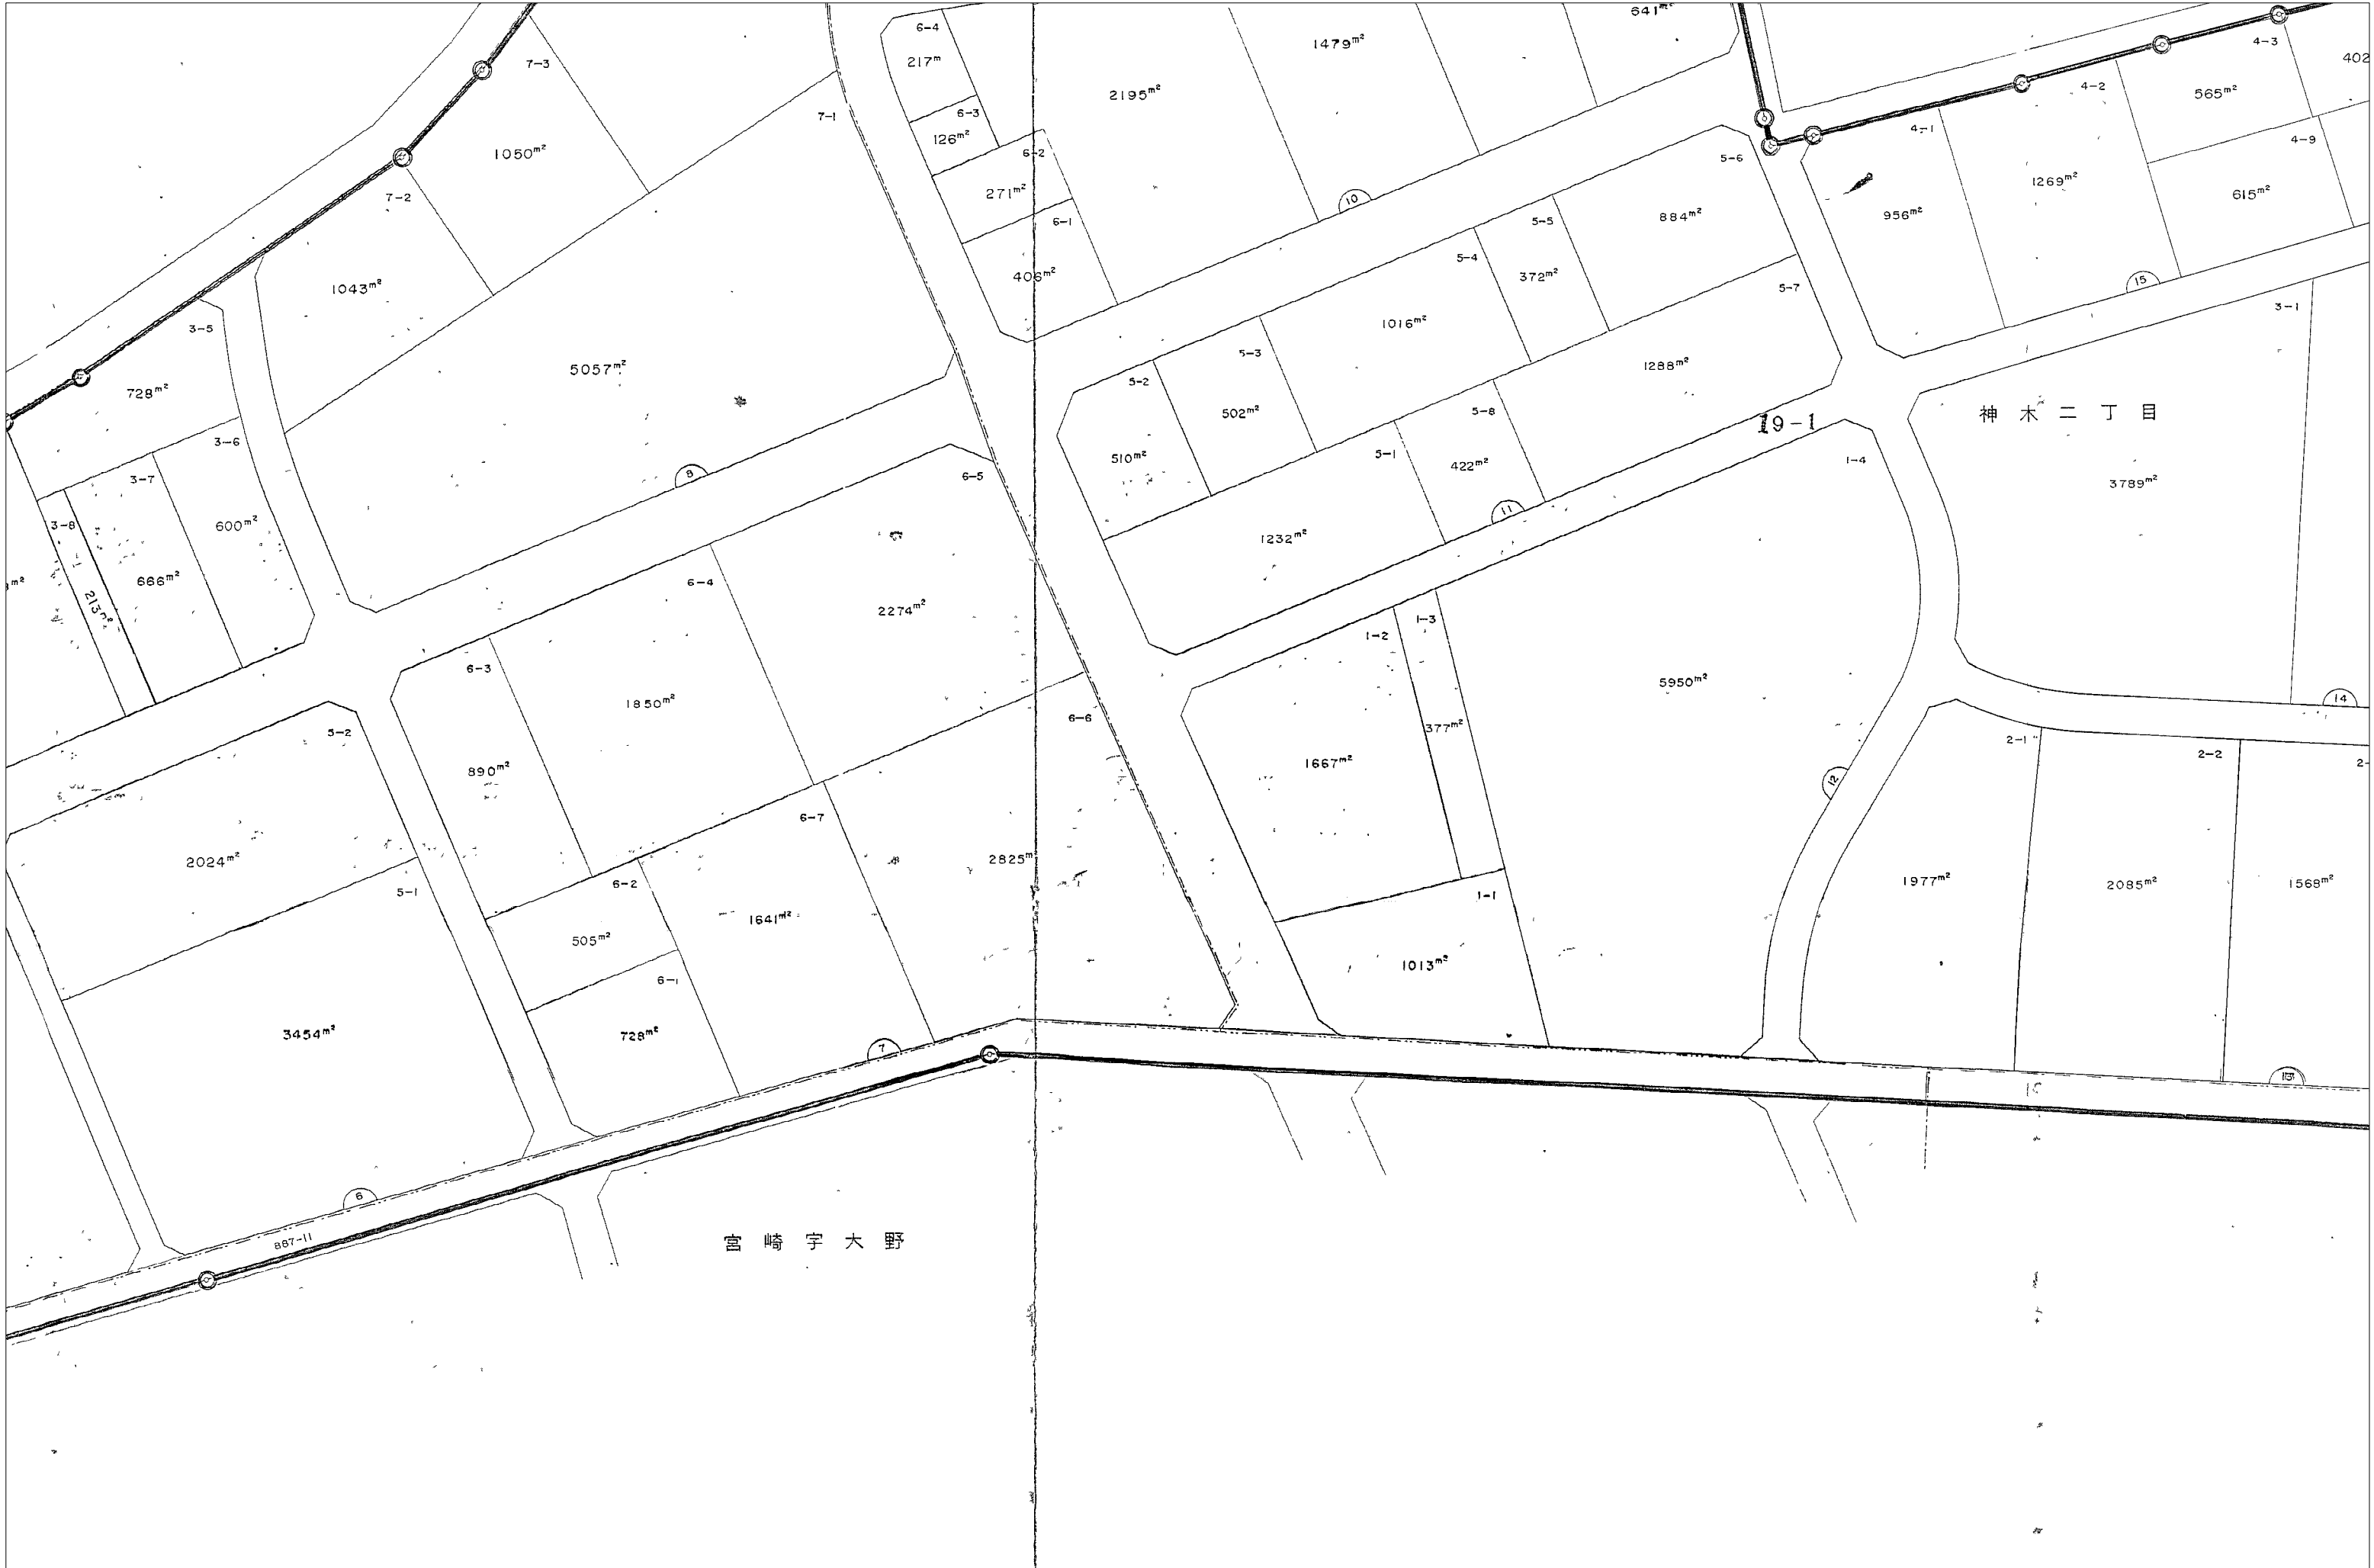 641m²
6-4
1479m²
4-3
402
7-3
217m
2195m²
4-2
565m²
7-1
6-3
126m²
4-1
4-9
1050m²
6-2
5-6
1269m²
615m²
7-2
271m²
10
884m²
956m²
6-1
5-5
1043m²
406m²
5-4
372m²
5-7
15
3-5
1016m²
3-1
5057m²
5-3
1288m²
728m²
5-2
502m²
5-8
19-1
神木二丁目
3-6
510m²
5-1
422m²
1-4
3-7
8
6-5
3789m²
3-8
600m²
11
666m²
213m²
6-4
2274m²
1232m²
1-3
1-2
6-3
1850m²
5950m²
14
5-2
6-6
377m²
2-1
2-2
2-
890m²
1667m²
12
6-7
2024m²
2825m
1977m²
2085m²
1568m²
5-1
6-2
1641m²
1-1
505m²
1013m²
6-1
3454m²
728m²
7
6
887-11
宮崎字大野